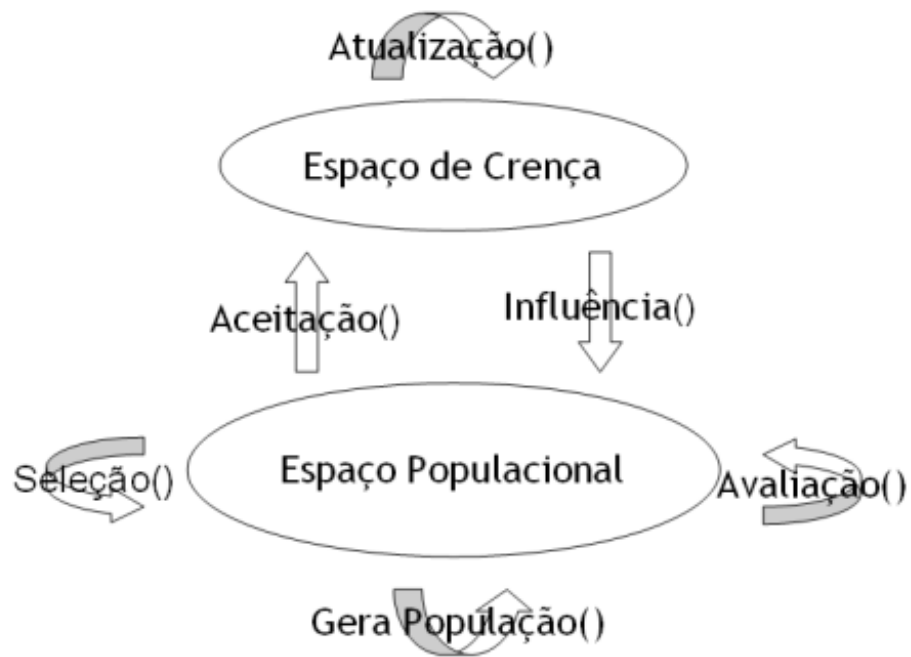 Atualização()
Espaço de Crença
Aceitação()
Influência()
Seleção()
Espaço Populacional
Avaliação()
Gera População()